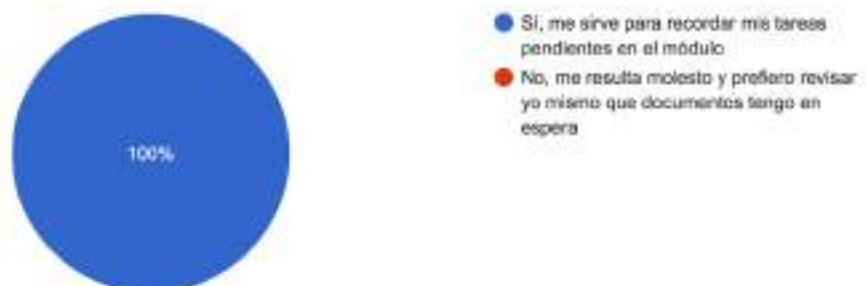 100%
Sí, me sirve para recordar mis tareas
pendientes en el módulo
No, me resulta molesto y prefiero revisar
yo mismo que documentos tengo en
espera